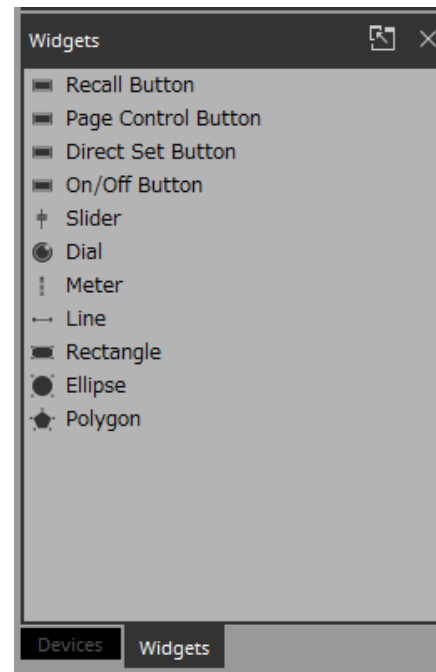 Widgets
Recall Button
Page Control Button
Direct Set Button
On/Off Button
Slider
Dial
Meter
Line
Rectangle
Ellipse
Polygon
Devices Widgets